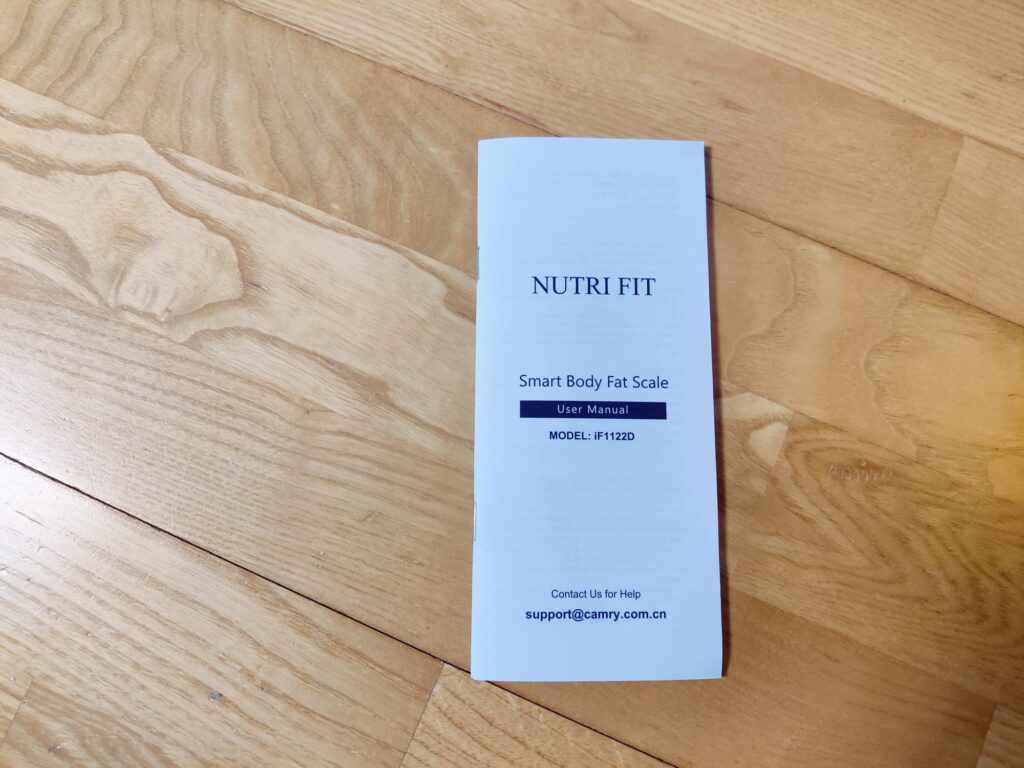 NUTRI FIT
Smart Body Fat Scale
User Manual
MODEL: iF1122D
Contact Us for Help
support@camry.com.cn